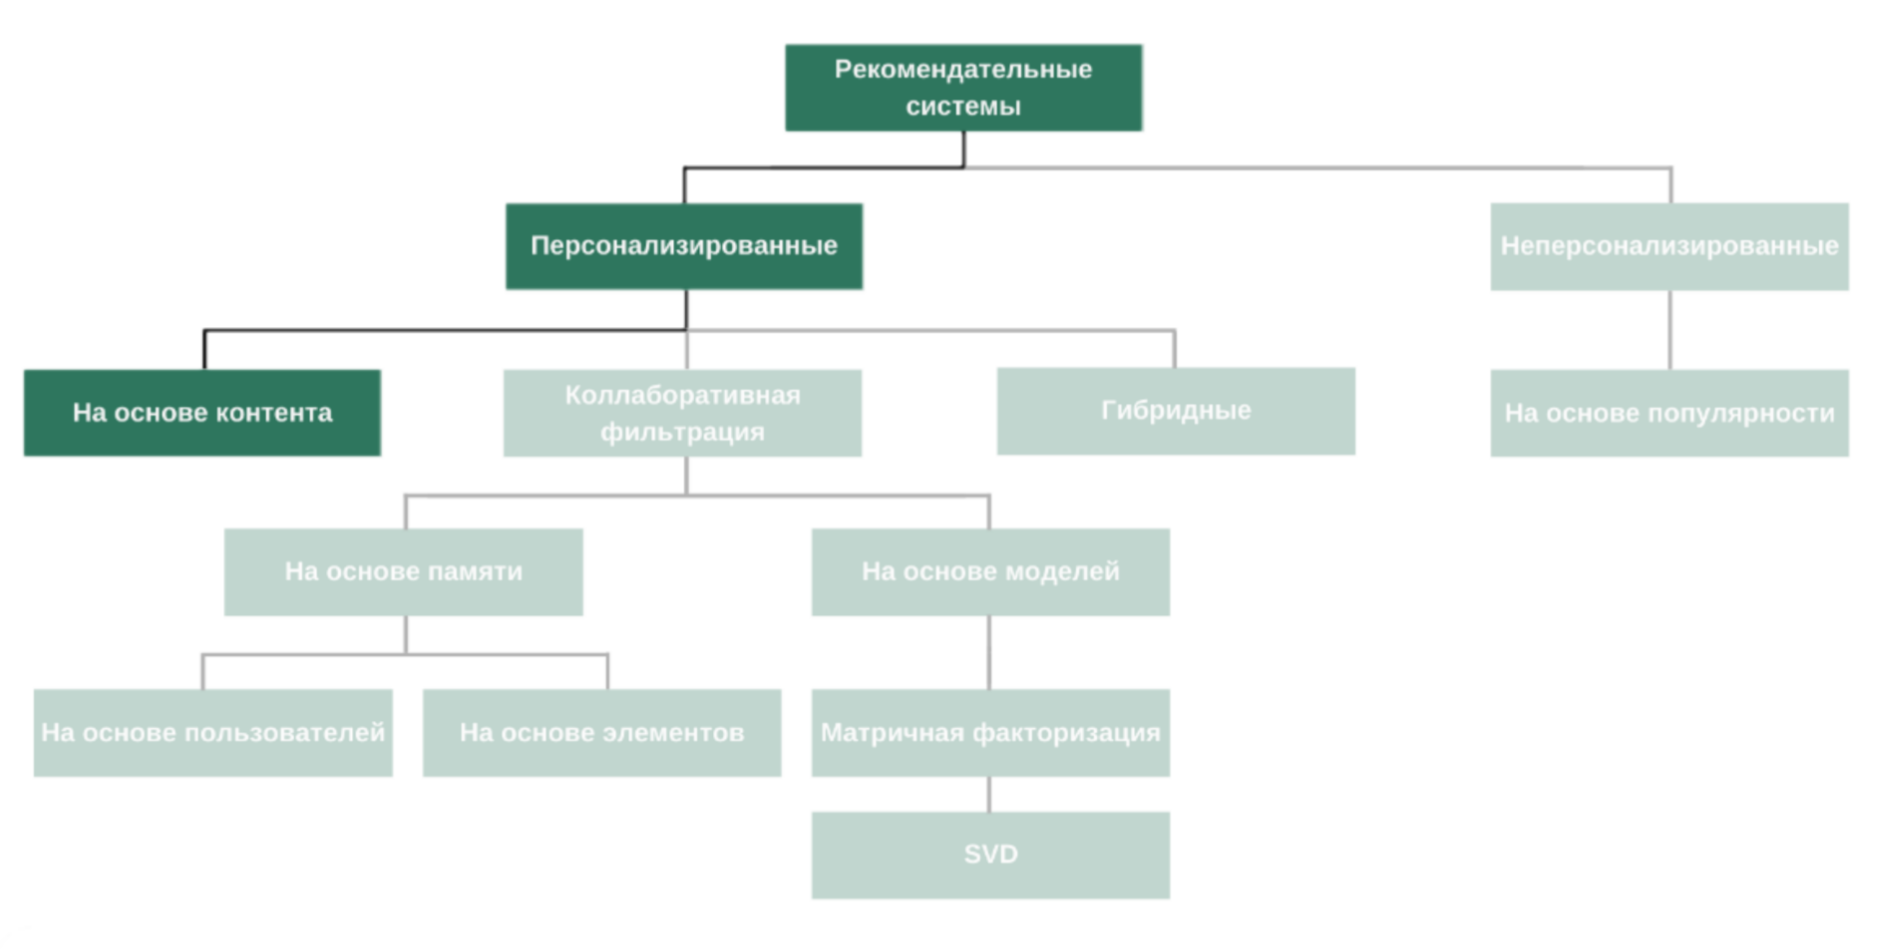 Рекомендательные
системы
Персонализированные
Неперсонализированные
На основе контента
Коллаборативная
фильтрация
Гибридные
На основе популярности
На основе памяти
На основе моделей
На основе пользователей
На основе элементов
Матричная факторизация
SVD